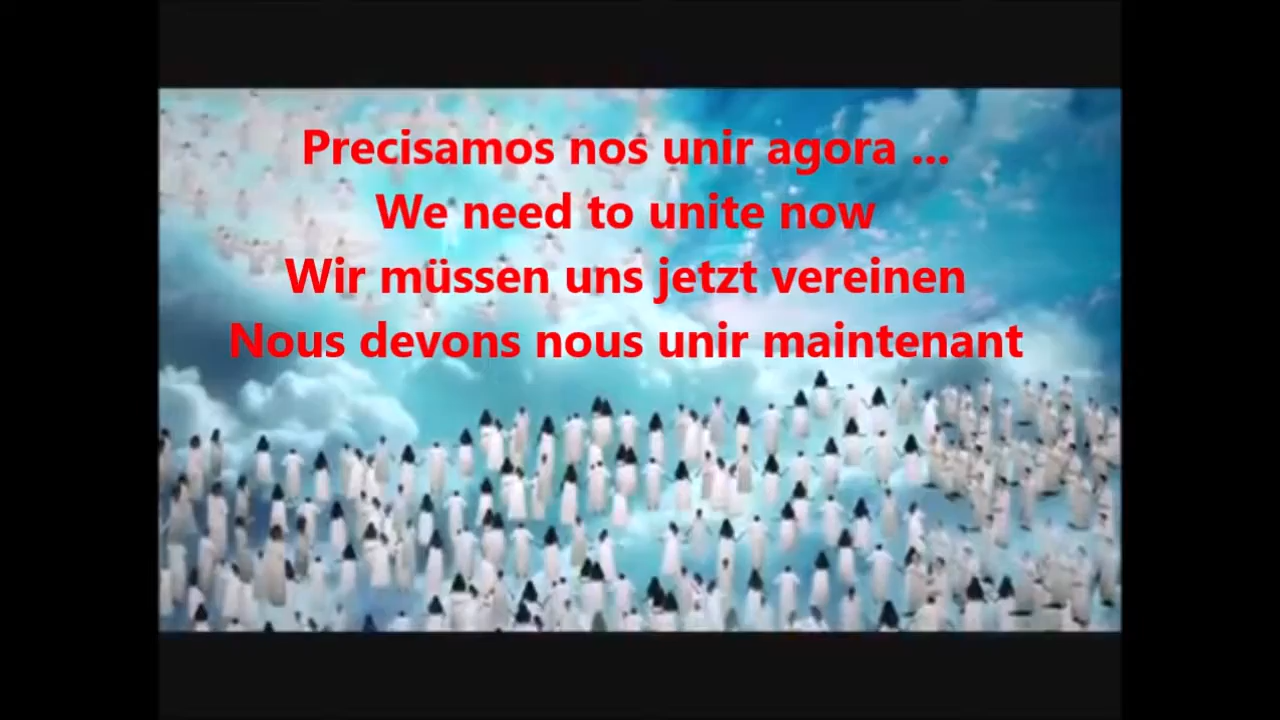 Precisamos nos unir agora ...
We need to unite now
Wir müssen uns jetzt vereinen
Nous devons nous unir maintenant